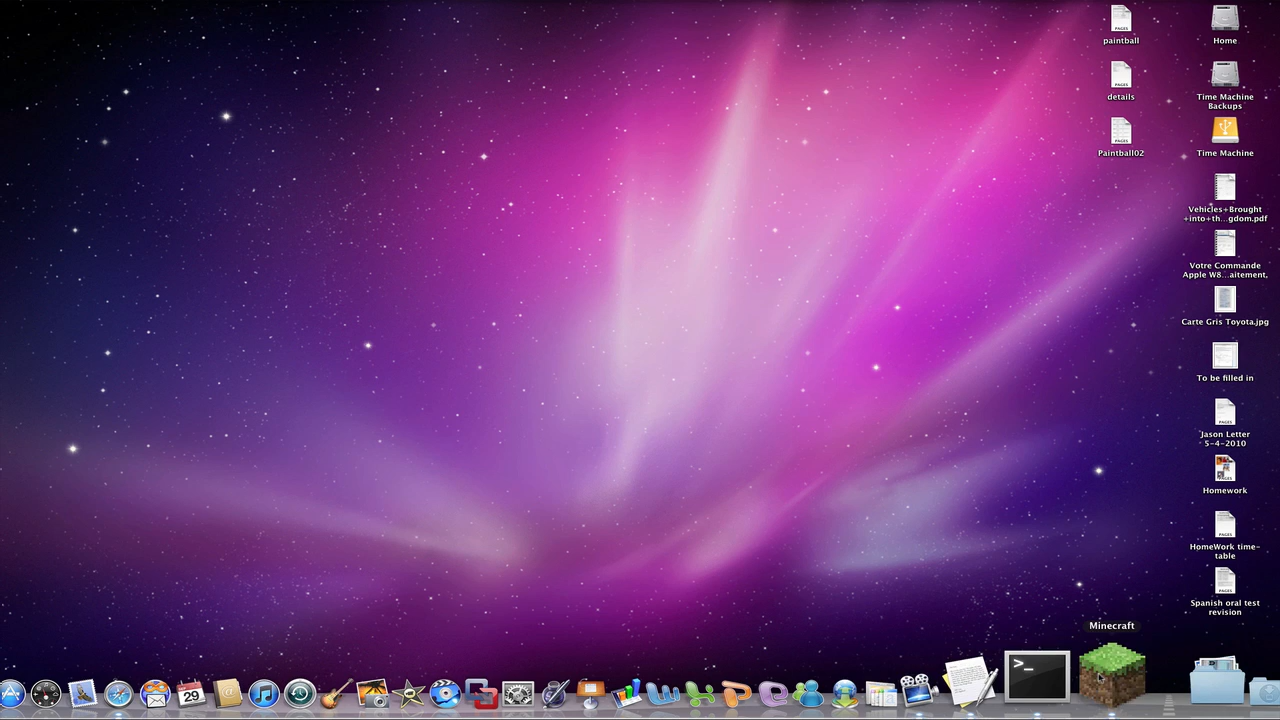 paintball
Home
details
Time Machine
Backups
Paintball02
Time Machine
Vehicles+Brought
+into+th...gdom.pdf
Votre Commande
Apple W8...aitement.
Carte Gris Toyota.jpg
To be filled in
Jason Letter
5-4-2010
Homework
HomeWork time-
table
Spanish oral test
revision
Minecraft
29
>_